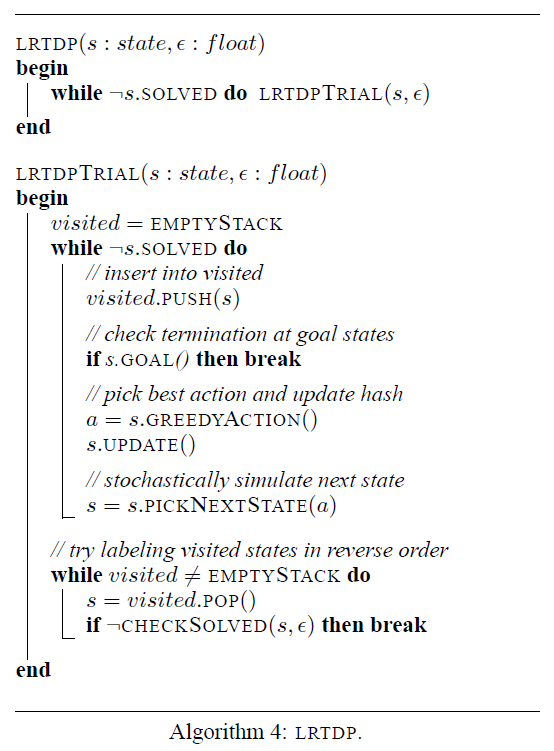 LRTDP(s : state, ϵ : float)
begin
while ¬s.SOLVED do LRTDPTRIAL(s, ϵ)
end
LRTDPTRIAL(s : state, ϵ : float)
begin
visited = EMPTYSTACK
while ¬s.SOLVED do
// insert into visited
visited.PUSH(s)
// check termination at goal states
if s.GOAL() then break
// pick best action and update hash
a = s.GREEDYACTION()
s.UPDATE()
// stochastically simulate next state
s = s.PICKNEXTSTATE(a)
// try labeling visited states in reverse order
while visited ≠ EMPTYSTACK do
s = visited.POP()
if ¬CHECKSOLVED(s, ϵ) then break
end
Algorithm 4: LRTDP.